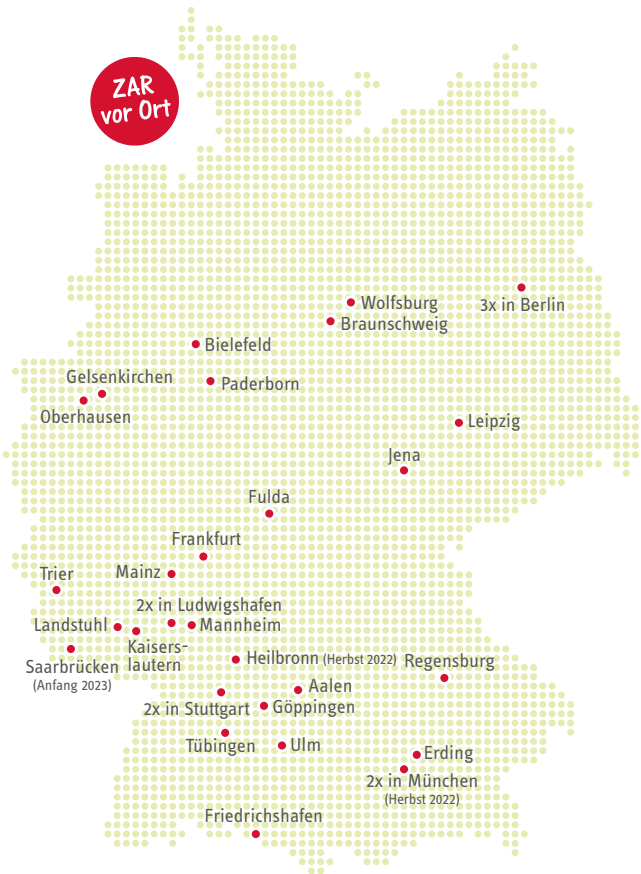 ZAR
vor Ort
Wolfsburg
3x in Berlin
Braunschweig
Bielefeld
Gelsenkirchen
Paderborn
Oberhausen
Leipzig
Jena
Fulda
Frankfurt
Trier
Mainz
2x in Ludwigshafen
Landstuhl
Mannheim
Kaisers-
lautern
Saarbrücken
(Anfang 2023)
Heilbronn (Herbst 2022)
Regensburg
Aalen
2x in Stuttgart
Göppingen
Tübingen
Ulm
Erding
2x in München
(Herbst 2022)
Friedrichshafen